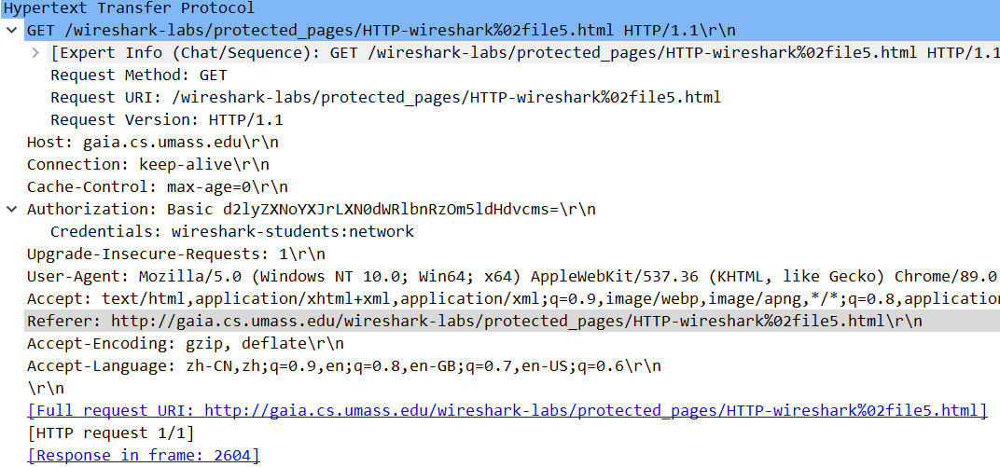 Hypertext Transfer Protocol
GET /wireshark-labs/protected_pages/HTTP-wireshark%02file5.html HTTP/1.1\r\n
[Expert Info (Chat/Sequence): GET /wireshark-labs/protected_pages/HTTP-wireshark%02file5.html HTTP/1.1
Request Method: GET
Request URI: /wireshark-labs/protected_pages/HTTP-wireshark%02file5.html
Request Version: HTTP/1.1
Host: gaia.cs.umass.edu\r\n
Connection: keep-alive\r\n
Cache-Control: max-age=0\r\n
Authorization: Basic d2lyZXNoYXJrLXN0dWRlbnRzOm5ldHdvcms=\r\n
Credentials: wireshark-students:network
Upgrade-Insecure-Requests: 1\r\n
User-Agent: Mozilla/5.0 (Windows NT 10.0; Win64; x64) AppleWebKit/537.36 (KHTML, like Gecko) Chrome/89.0
Accept: text/html,application/xhtml+xml,application/xml;q=0.9,image/webp,image/apng,*/*;q=0.8,application
Referer: http://gaia.cs.umass.edu/wireshark-labs/protected_pages/HTTP-wireshark%02file5.html\r\n
Accept-Encoding: gzip, deflate\r\n
Accept-Language: zh-CN,zh;q=0.9,en;q=0.8,en-GB;q=0.7,en-US;q=0.6\r\n
\r\n
[Full request URI: http://gaia.cs.umass.edu/wireshark-labs/protected_pages/HTTP-wireshark%02file5.html]
[HTTP request 1/1]
[Response in frame: 2604]